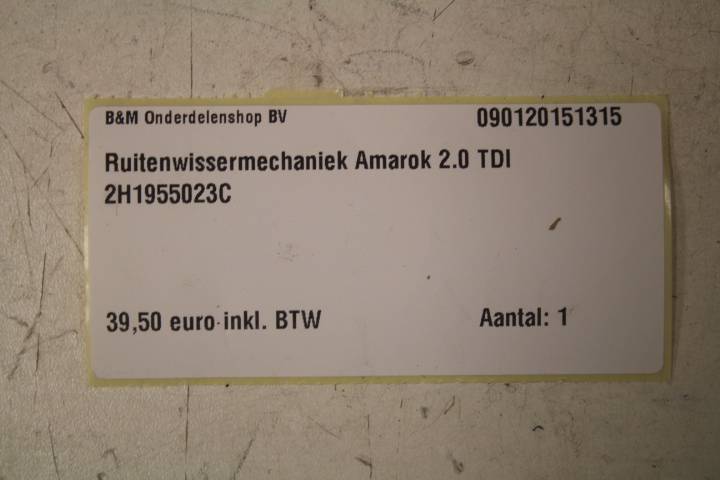 B&M Onderdelenshop BV 090120151315
Ruitenwissermechaniek Amarok 2.0 TDI
2H1955023C
39,50 euro inkl. BTW Aantal: 1